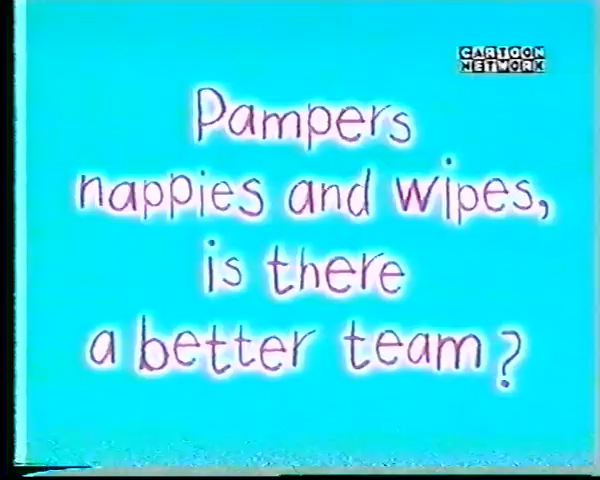 CARTOON
NETWORK
Pampers
nappies and wipes,
is there
a better team?